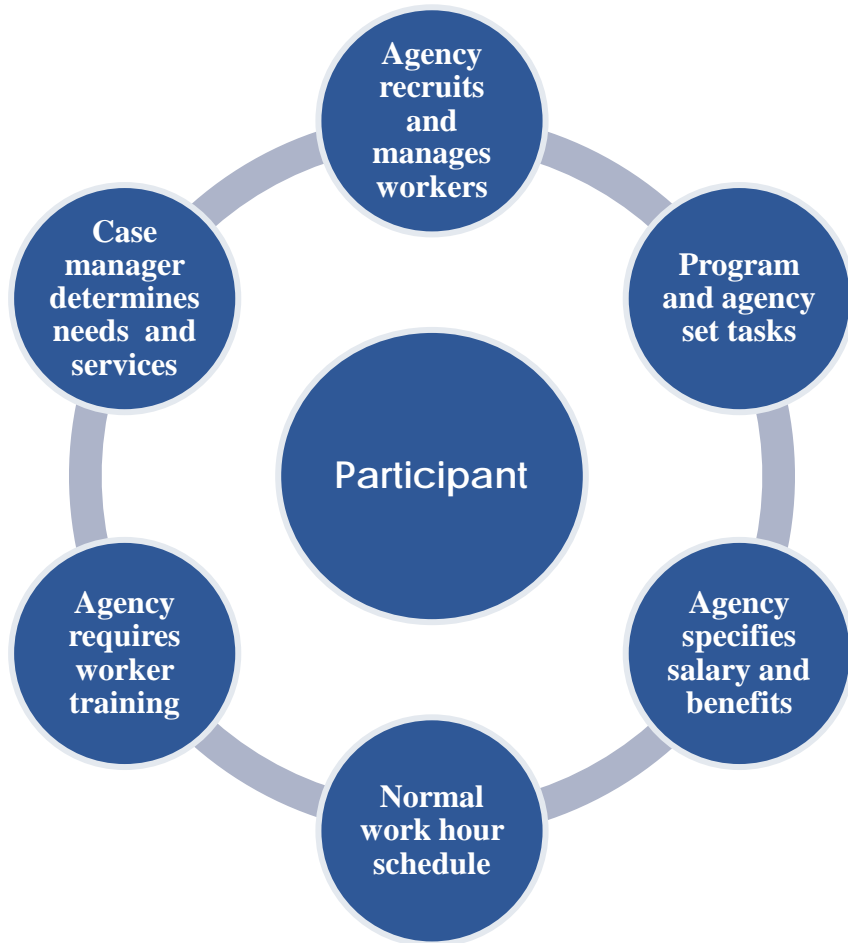 Agency
recruits
and
manages
workers
Program
and agency
set tasks
Agency
specifies
salary and
benefits
Normal
work hour
schedule
Agency
requires
worker
training
Case
manager
determines
needs and
services
Participant